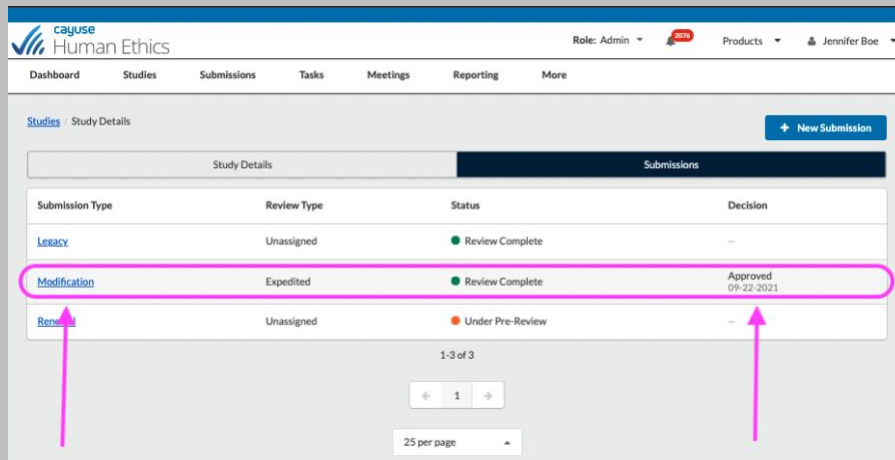 cayuse
Human Ethics
Role: Admin
2076
Products
Jennifer Boe
Dashboard Studies Submissions Tasks Meetings Reporting More
Studies / Study Details
+ New Submission
Study Details Submissions
Submission Type Review Type Status Decision
Legacy Unassigned Review Complete --
Modification Expedited Review Complete Approved
09-22-2021
Unassigned Under Pre-Review --
1-3 of 3
← 1 →
25 per page